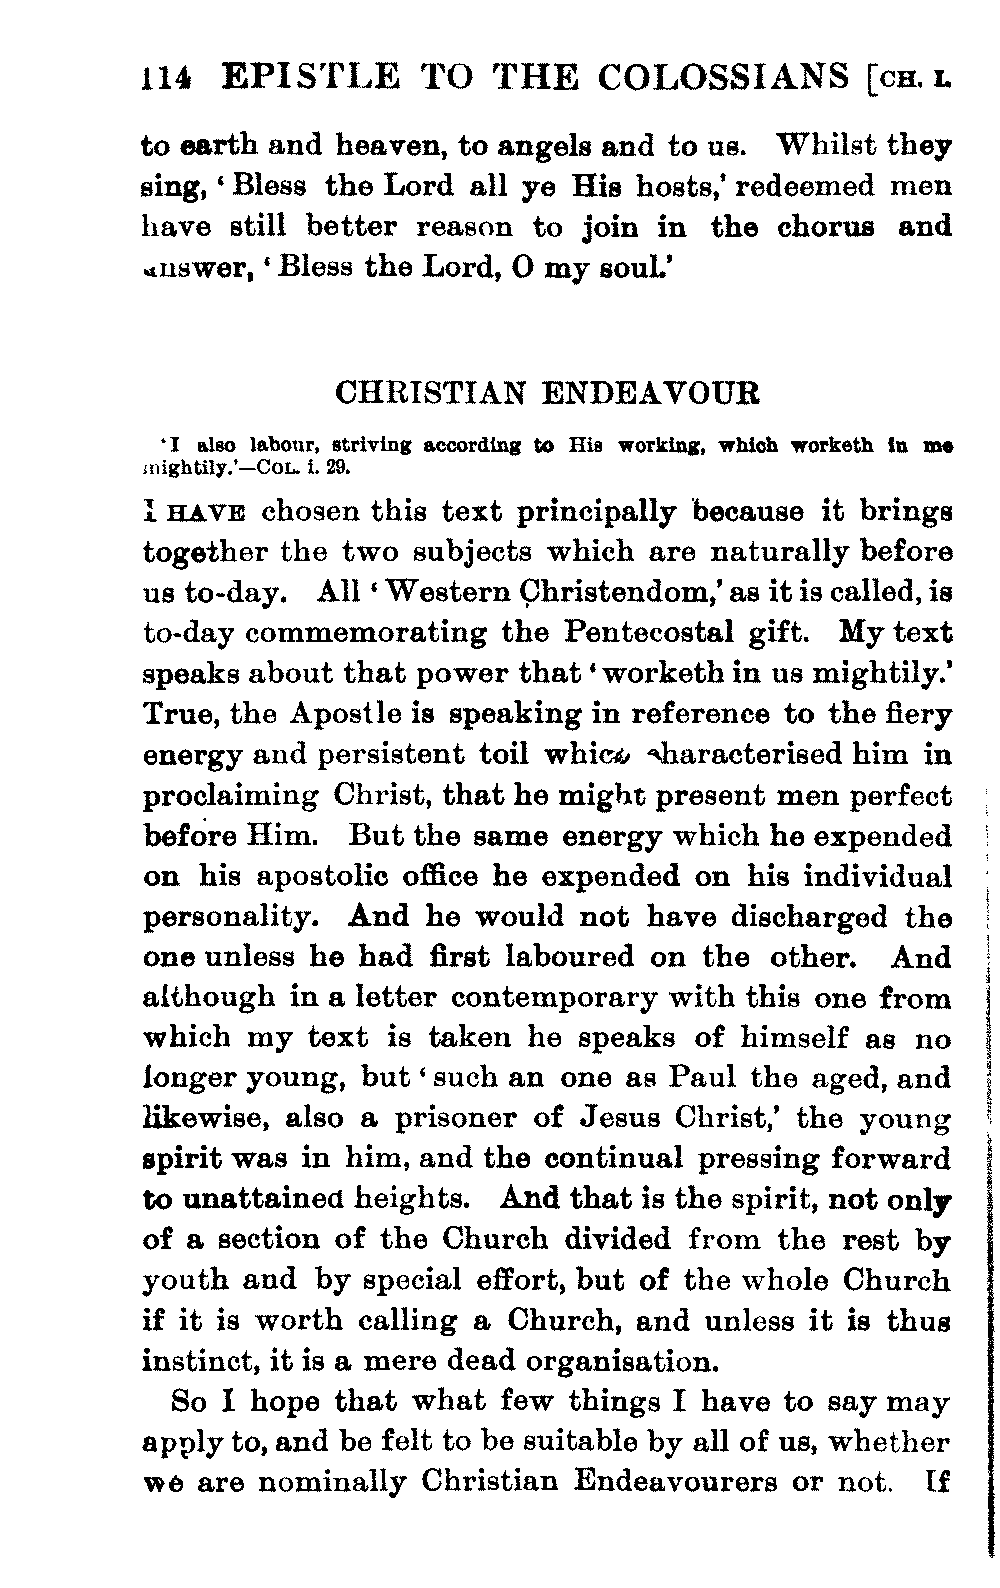 114 EPISTLE TO THE COLOSSIANS [CH. I.
to earth and heaven, to angels and to us. Whilst they
sing, ‘Bless the Lord all ye His hosts,’ redeemed men
have still better reason to join in the chorus and
answer, ‘Bless the Lord, O my soul.’
CHRISTIAN ENDEAVOUR
‘I also labour, striving according to His working, which worketh in me
mightily.’—COL. i. 29.
I HAVE chosen this text principally because it brings
together the two subjects which are naturally before
us to-day. All ‘Western Christendom,’ as it is called, is
to-day commemorating the Pentecostal gift. My text
speaks about that power that ‘worketh in us mightily.’
True, the Apostle is speaking in reference to the fiery
energy and persistent toil which characterised him in
proclaiming Christ, that he might present men perfect
before Him. But the same energy which he expended
on his apostolic office he expended on his individual
personality. And he would not have discharged the
one unless he had first laboured on the other. And
although in a letter contemporary with this one from
which my text is taken he speaks of himself as no
longer young, but ‘such an one as Paul the aged, and
likewise, also a prisoner of Jesus Christ,’ the young
spirit was in him, and the continual pressing forward
to unattained heights. And that is the spirit, not only
of a section of the Church divided from the rest by
youth and by special effort, but of the whole Church
if it is worth calling a Church, and unless it is thus
instinct, it is a mere dead organisation.
So I hope that what few things I have to say may
apply to, and be felt to be suitable by all of us, whether
we are nominally Christian Endeavourers or not. If